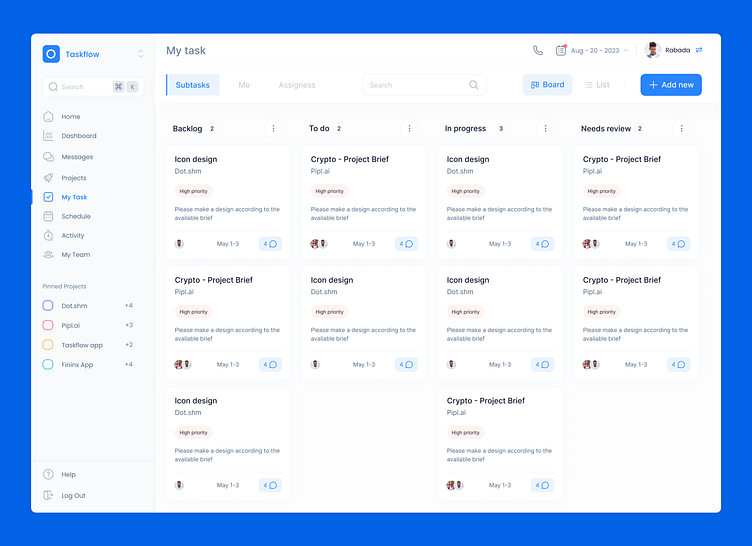 Taskflow
Search
⌘ K
Home
Dashboard
Messages
Projects
My Task
Schedule
Activity
My Team
Pinned Projects
Dot.shm +4
Pipl.ai +3
Taskflow app +2
Fininx App +4
Help
Log Out
My task
Aug - 20 - 2023
Rabada
Subtasks
Me
Assigness
Search
Board
List
Add new
Backlog 2
Icon design
Dot.shm
High priority
Please make a design according to the
available brief
May 1-3
4
Crypto - Project Brief
Pipl.ai
High priority
Please make a design according to the
available brief
May 1-3
4
Icon design
Dot.shm
High priority
Please make a design according to the
available brief
May 1-3
4
To do 2
Crypto - Project Brief
Pipl.ai
High priority
Please make a design according to the
available brief
May 1-3
4
Icon design
Dot.shm
High priority
Please make a design according to the
available brief
May 1-3
4
In progress 3
Icon design
Dot.shm
High priority
Please make a design according to the
available brief
May 1-3
4
Icon design
Dot.shm
High priority
Please make a design according to the
available brief
May 1-3
4
Crypto - Project Brief
Pipl.ai
High priority
Please make a design according to the
available brief
May 1-3
4
Needs review 2
Crypto - Project Brief
Pipl.ai
High priority
Please make a design according to the
available brief
May 1-3
4
Crypto - Project Brief
Pipl.ai
High priority
Please make a design according to the
available brief
May 1-3
4